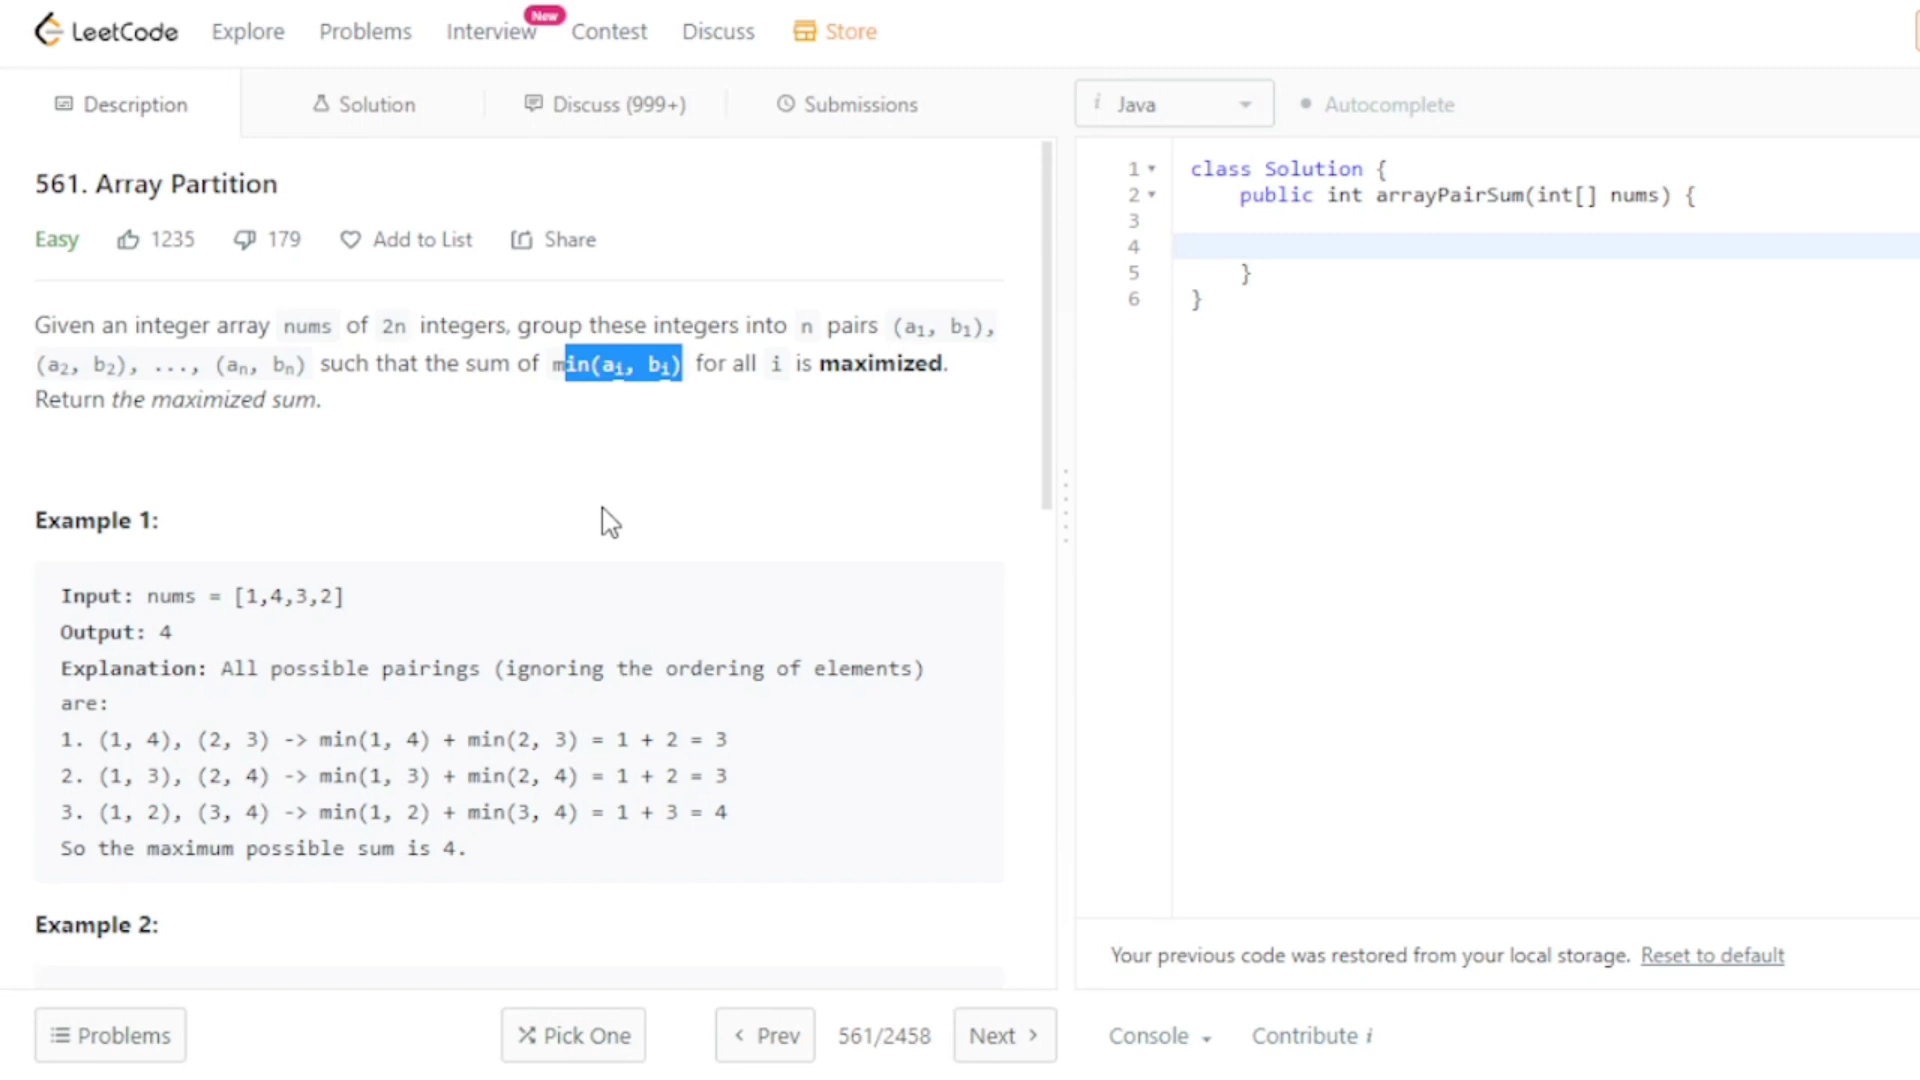 LeetCode Explore Problems Interview New Contest Discuss Store
Description Solution Discuss (999+) Submissions
i Java Autocomplete
561. Array Partition
Easy 1235 179 Add to List Share
Given an integer array nums of 2n integers, group these integers into n pairs (a₁, b₁),
(a₂, b₂), ..., (aₙ, bₙ) such that the sum of min(aᵢ, bᵢ) for all i is maximized.
Return the maximized sum.
Example 1:
Input: nums = [1,4,3,2]
Output: 4
Explanation: All possible pairings (ignoring the ordering of elements)
are:
1. (1, 4), (2, 3) -> min(1, 4) + min(2, 3) = 1 + 2 = 3
2. (1, 3), (2, 4) -> min(1, 3) + min(2, 4) = 1 + 2 = 3
3. (1, 2), (3, 4) -> min(1, 2) + min(3, 4) = 1 + 3 = 4
So the maximum possible sum is 4.
Example 2:
1 class Solution {
2     public int arrayPairSum(int[] nums) {
3
4
5     }
6 }
Your previous code was restored from your local storage. Reset to default
Problems Pick One < Prev 561/2458 Next > Console Contribute i